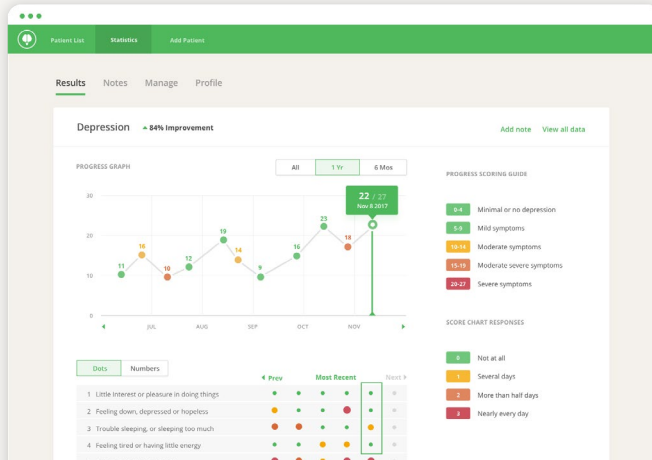 Patient List
Statistics
Add Patient
Results
Notes
Manage
Profile
Depression
84% Improvement
Add note
View all data
PROGRESS GRAPH
All
1 Yr
6 Mos
22 / 27
Nov 8 2017
30
20
10
0
11
16
10
12
19
14
9
16
23
18
JUL
AUG
SEP
OCT
NOV
PROGRESS SCORING GUIDE
0-4 Minimal or no depression
5-9 Mild symptoms
10-14 Moderate symptoms
15-19 Moderate severe symptoms
20-27 Severe symptoms
SCORE CHART RESPONSES
0 Not at all
1 Several days
2 More than half days
3 Nearly every day
Dots
Numbers
Prev
Most Recent
Next
1 Little Interest or pleasure in doing things
2 Feeling down, depressed or hopeless
3 Trouble sleeping, or sleeping too much
4 Feeling tired or having little energy